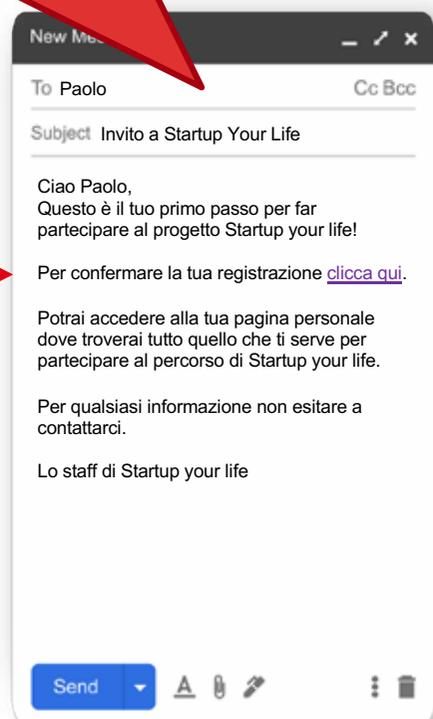 New
To Paolo Cc Bcc
Subject Invito a Startup Your Life
Ciao Paolo,
Questo è il tuo primo passo per far
partecipare al progetto Startup your life!
Per confermare la tua registrazione clicca qui.
Potrai accedere alla tua pagina personale
dove troverai tutto quello che ti serve per
partecipare al percorso di Startup your life.
Per qualsiasi informazione non esitare a
contattarci.
Lo staff di Startup your life
Send A